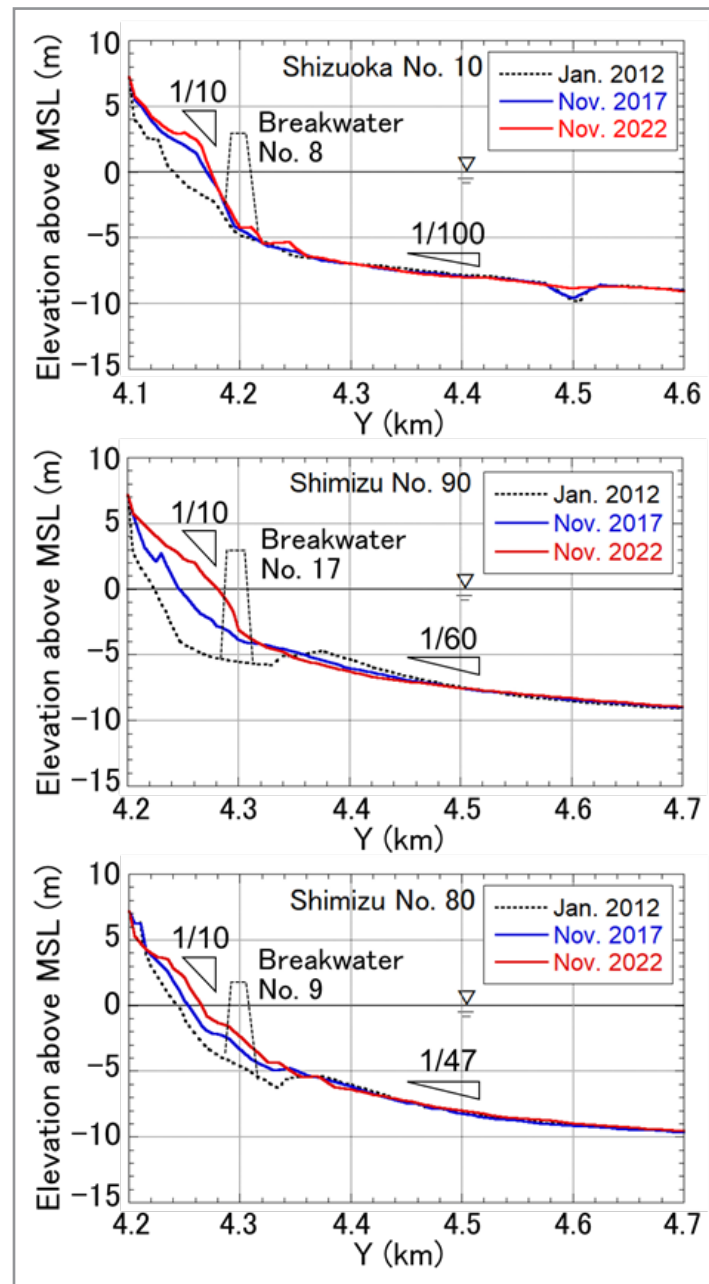 Elevation above MSL (m)
10
5
0
−5
−10
−15
Shizuoka No. 10
1/10
Breakwater
No. 8
Jan. 2012
Nov. 2017
Nov. 2022
1/100
4.1 4.2 4.3 4.4 4.5 4.6
Y (km)
Elevation above MSL (m)
10
5
0
−5
−10
−15
Shimizu No. 90
1/10
Breakwater
No. 17
Jan. 2012
Nov. 2017
Nov. 2022
1/60
4.2 4.3 4.4 4.5 4.6 4.7
Y (km)
Elevation above MSL (m)
10
5
0
−5
−10
−15
Shimizu No. 80
1/10
Breakwater
No. 9
Jan. 2012
Nov. 2017
Nov. 2022
1/47
4.2 4.3 4.4 4.5 4.6 4.7
Y (km)